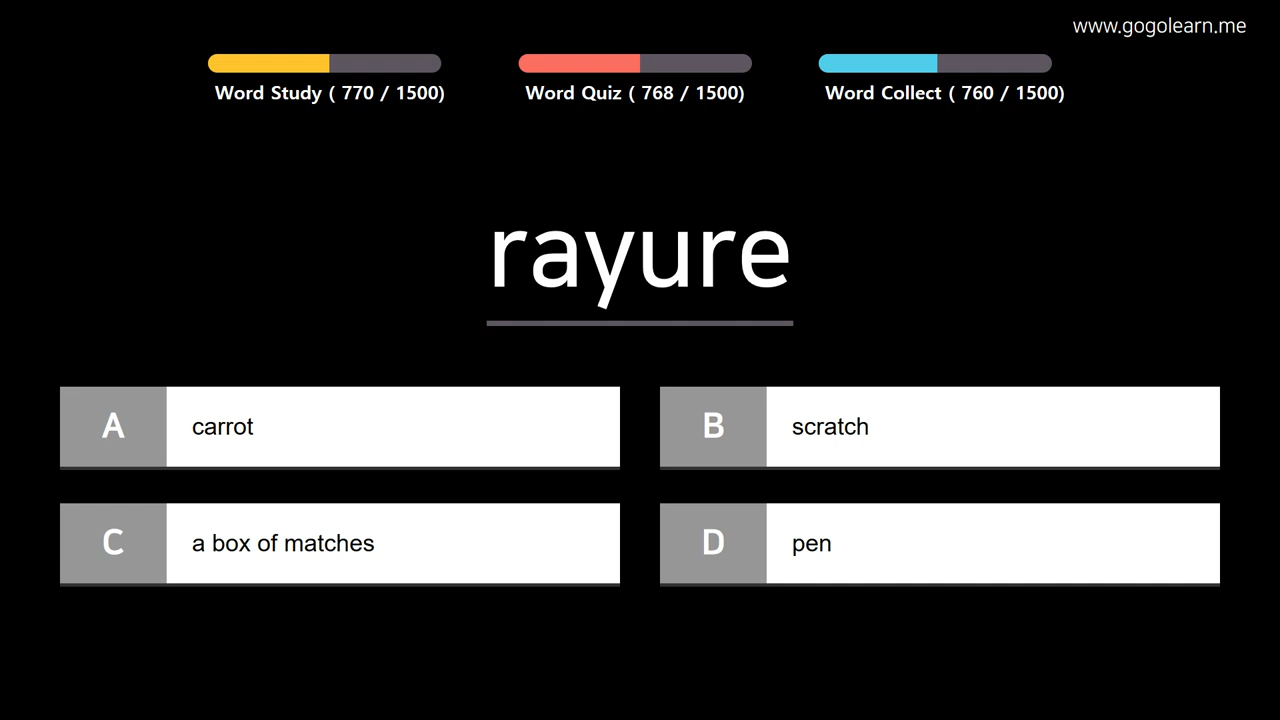 www.gogolearn.me
Word Study ( 770 / 1500)
Word Quiz ( 768 / 1500)
Word Collect ( 760 / 1500)
rayure
A carrot
B scratch
C a box of matches
D pen